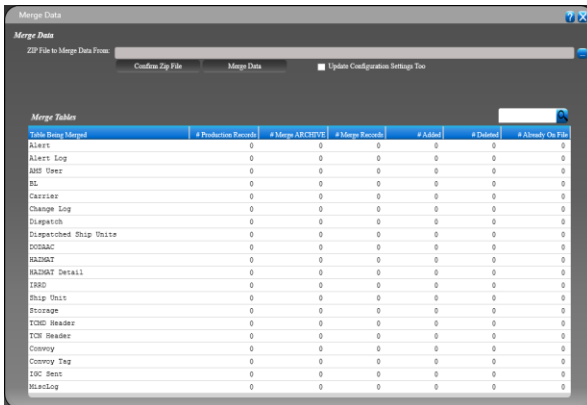 Merge Data
Merge Data
ZIP File to Merge Data From:
Confirm Zip File Merge Data Update Configuration Settings Too
Merge Tables
Table Being Merged # Production Records # Merge ARCHIVE # Merge Records # Added # Deleted # Already On File
Alert 0 0 0 0 0 0
Alert Log 0 0 0 0 0 0
AMS User 0 0 0 0 0 0
BL 0 0 0 0 0 0
Carrier 0 0 0 0 0 0
Change Log 0 0 0 0 0 0
Dispatch 0 0 0 0 0 0
Dispatched Ship Units 0 0 0 0 0 0
DODAAC 0 0 0 0 0 0
HAZMAT 0 0 0 0 0 0
HAZMAT Detail 0 0 0 0 0 0
IRRD 0 0 0 0 0 0
Ship Unit 0 0 0 0 0 0
Storage 0 0 0 0 0 0
TCMD Header 0 0 0 0 0 0
TCN Header 0 0 0 0 0 0
Convoy 0 0 0 0 0 0
Convoy Tag 0 0 0 0 0 0
IGC Sent 0 0 0 0 0 0
MiscLog 0 0 0 0 0 0